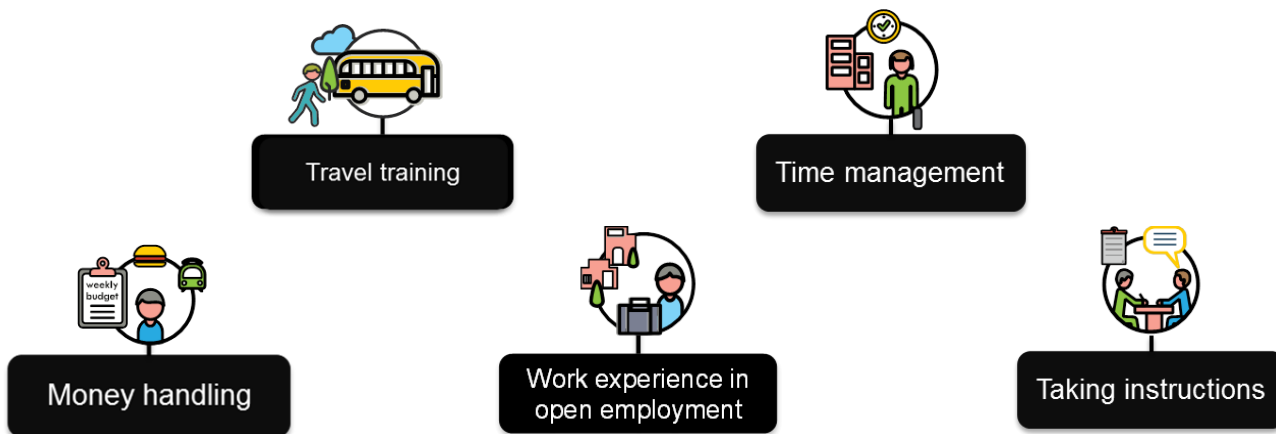 Travel training
Time management
weekly
budget
Money handling
Work experience in
open employment
Taking instructions